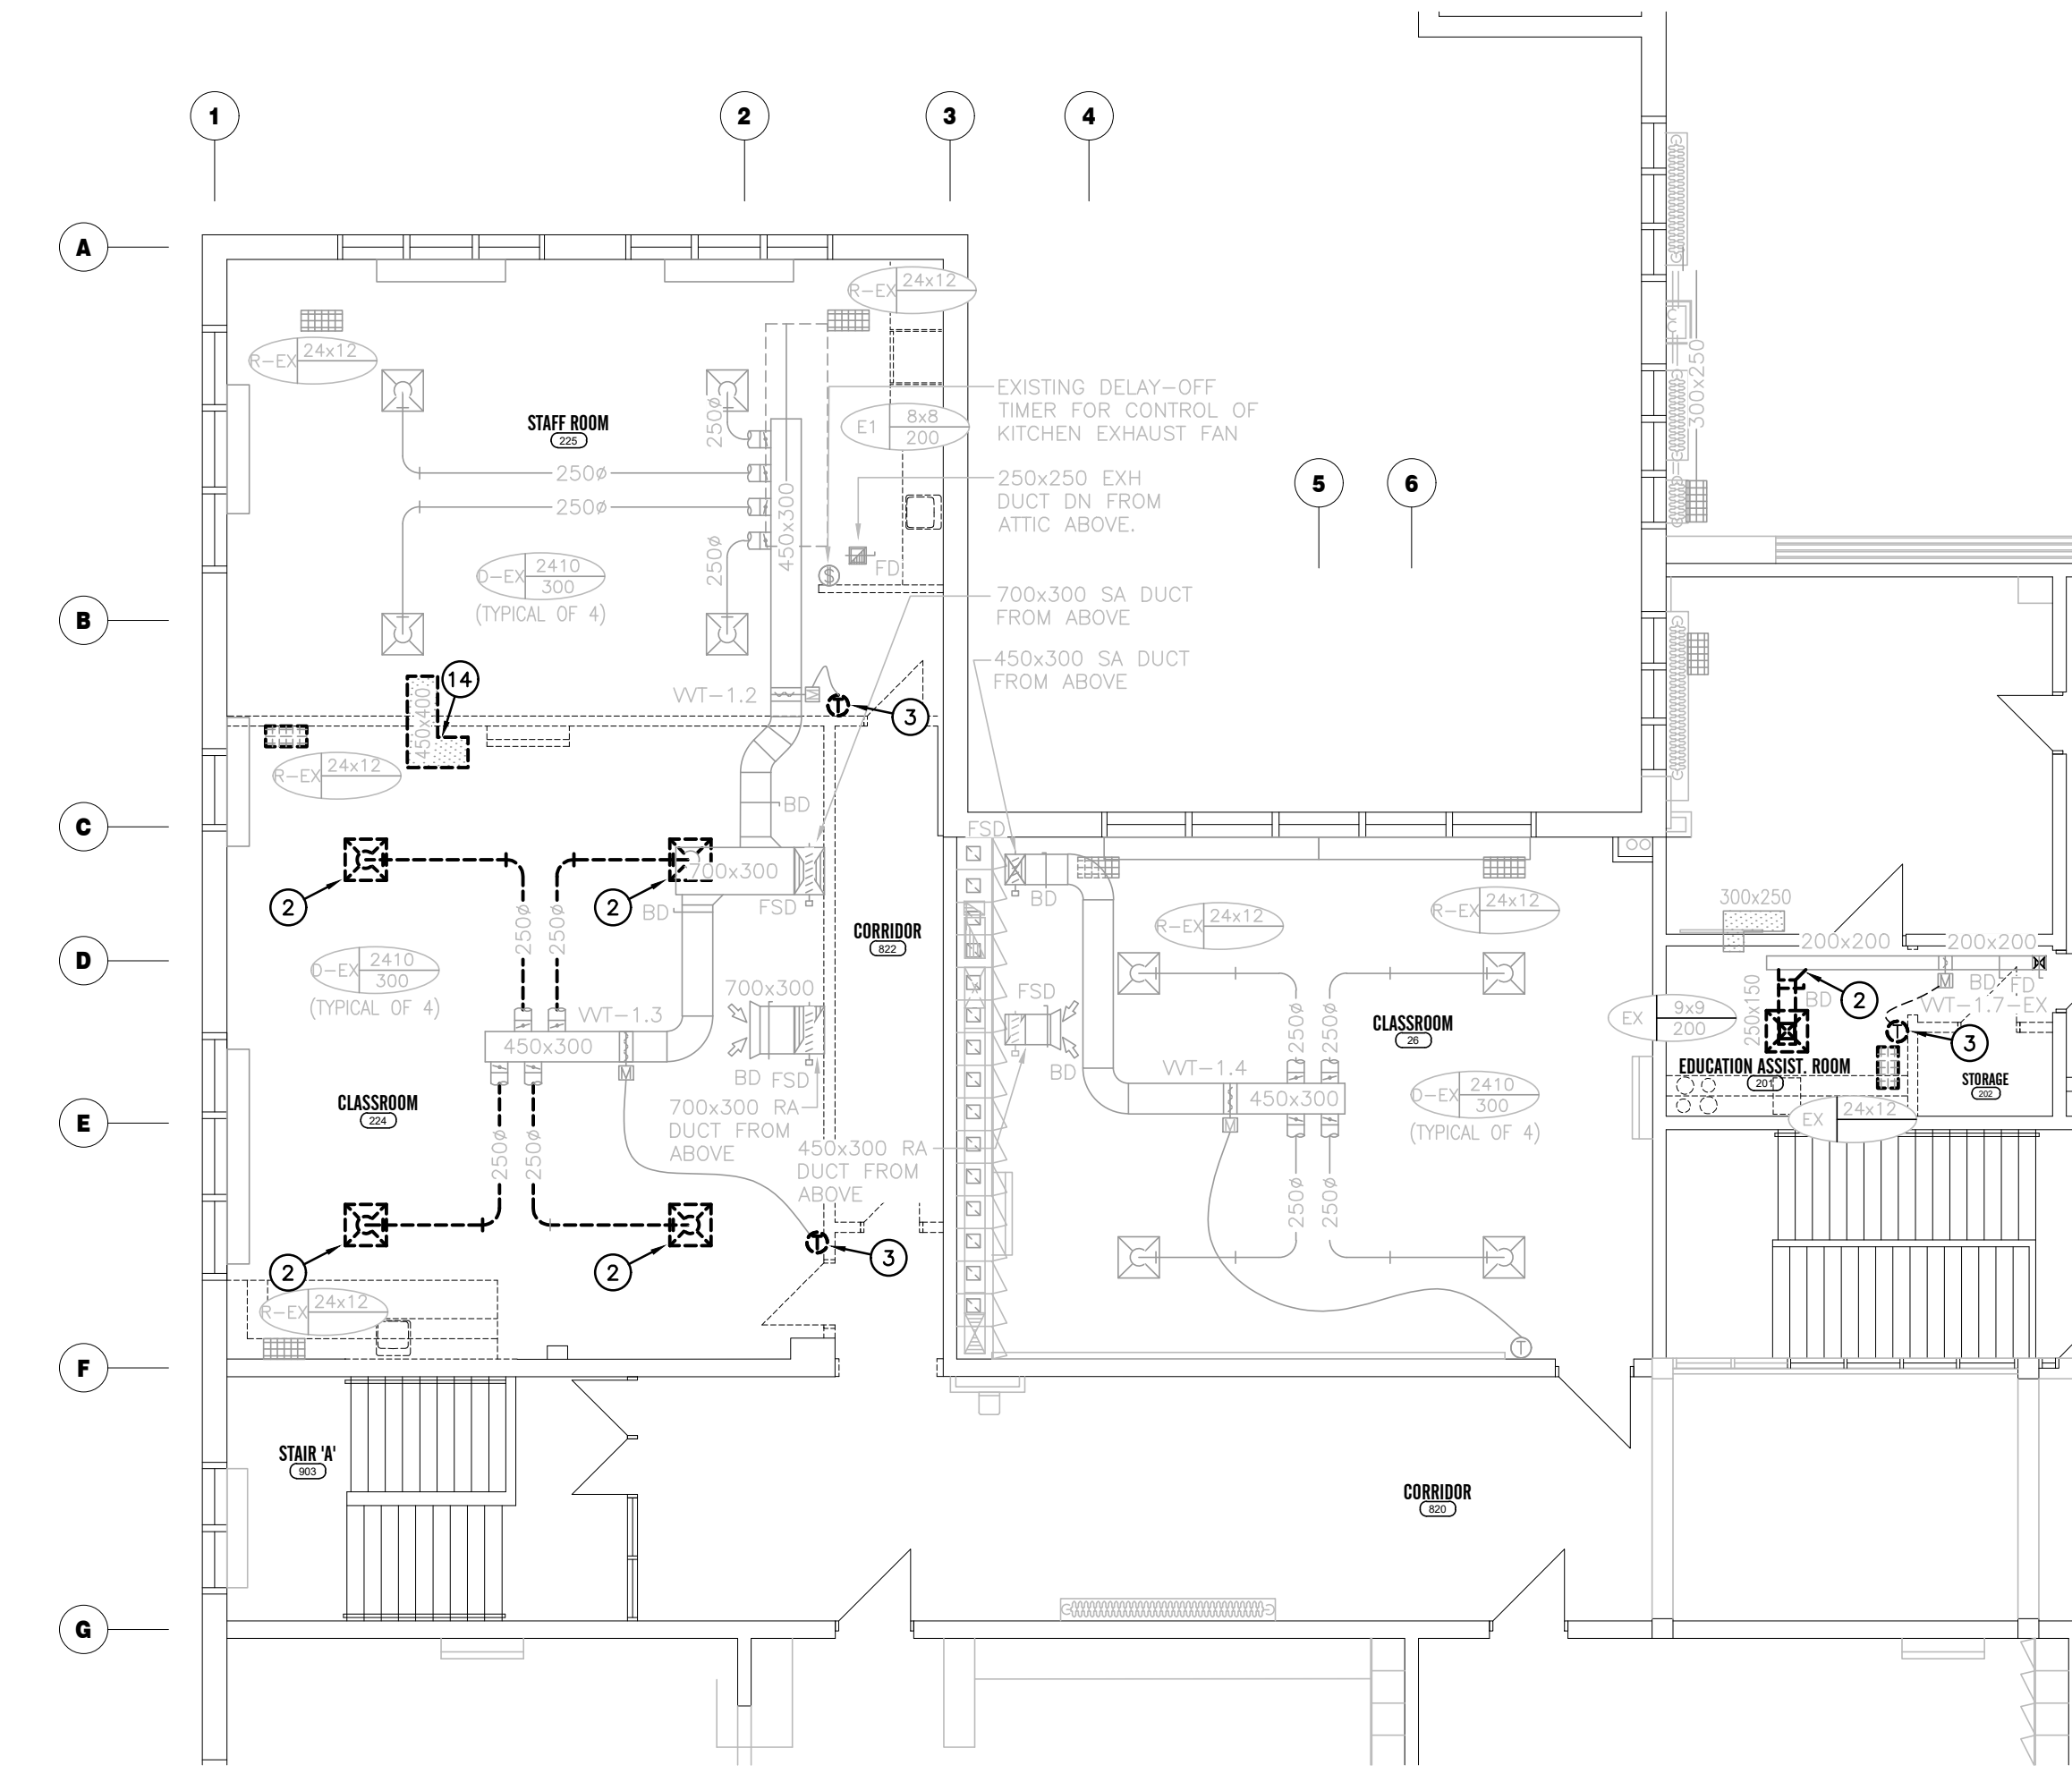 1
2
3
4
A
R-EX 24x12
R-EX 24x12
STAFF ROOM
225
250ø
250ø
250ø
250ø
450x300
E1 8x8
200
EXISTING DELAY-OFF
TIMER FOR CONTROL OF
KITCHEN EXHAUST FAN
250x250 EXH
DUCT DN FROM
ATTIC ABOVE.
FD
$
5
6
300x250
D-EX 2410
300
(TYPICAL OF 4)
700x300 SA DUCT
FROM ABOVE
450x300 SA DUCT
FROM ABOVE
B
14
450x400
VVT-1.2
M
T
3
R-EX 24x12
BD
C
FSD
700x300
FSD
BD
BD
2
2
250ø
250ø
CORRIDOR
822
R-EX 24x12
R-EX 24x12
300x250
200x200
200x200
D
D-EX 2410
300
(TYPICAL OF 4)
700x300
FSD
VVT-1.3
450x300
M
BD
FSD
BD
250ø
250ø
CLASSROOM
26
EX 9x9
200
250x150
BD
2
BD
FD
M
VVT-1.7-EX
T
3
EDUCATION ASSIST. ROOM
201
STORAGE
202
EX 24x12
VVT-1.4
450x300
M
D-EX 2410
300
(TYPICAL OF 4)
E
CLASSROOM
224
700x300 RA
DUCT FROM
ABOVE
450x300 RA
DUCT FROM
ABOVE
250ø
250ø
250ø
250ø
T
3
2
2
R-EX 24x12
T
F
STAIR 'A'
903
CORRIDOR
820
G